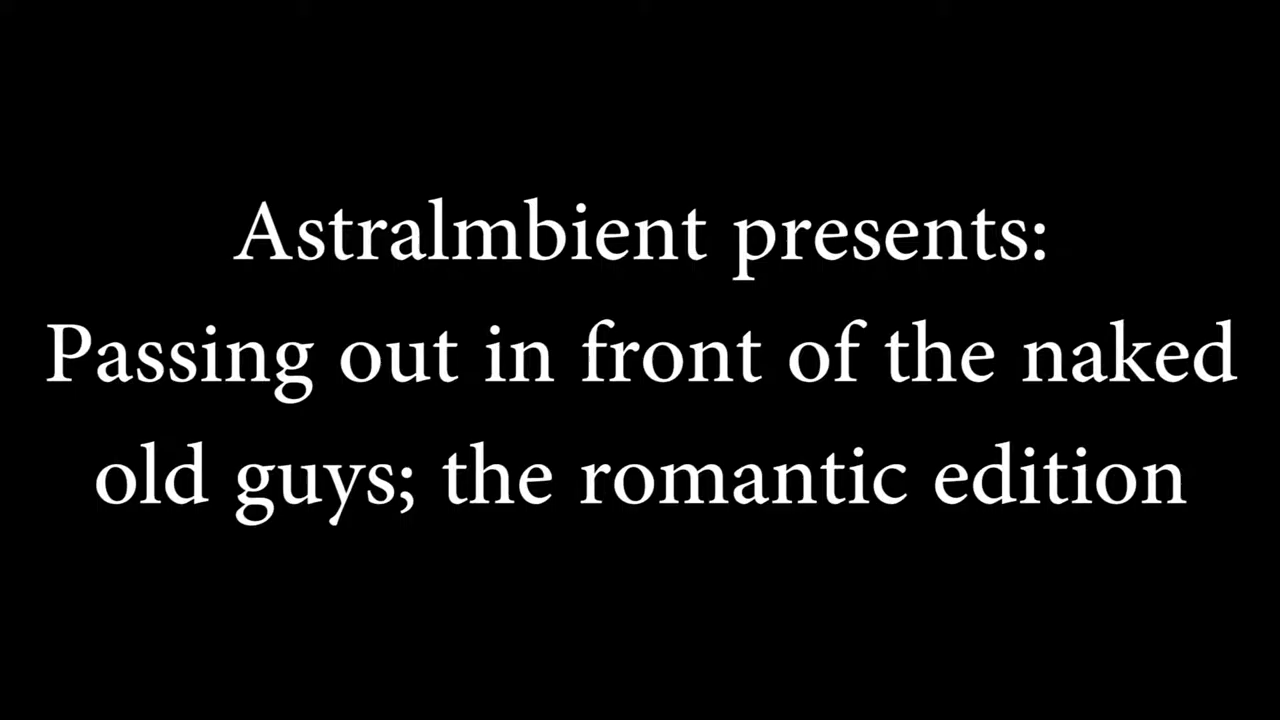 Astralmbient presents:
Passing out in front of the naked
old guys; the romantic edition